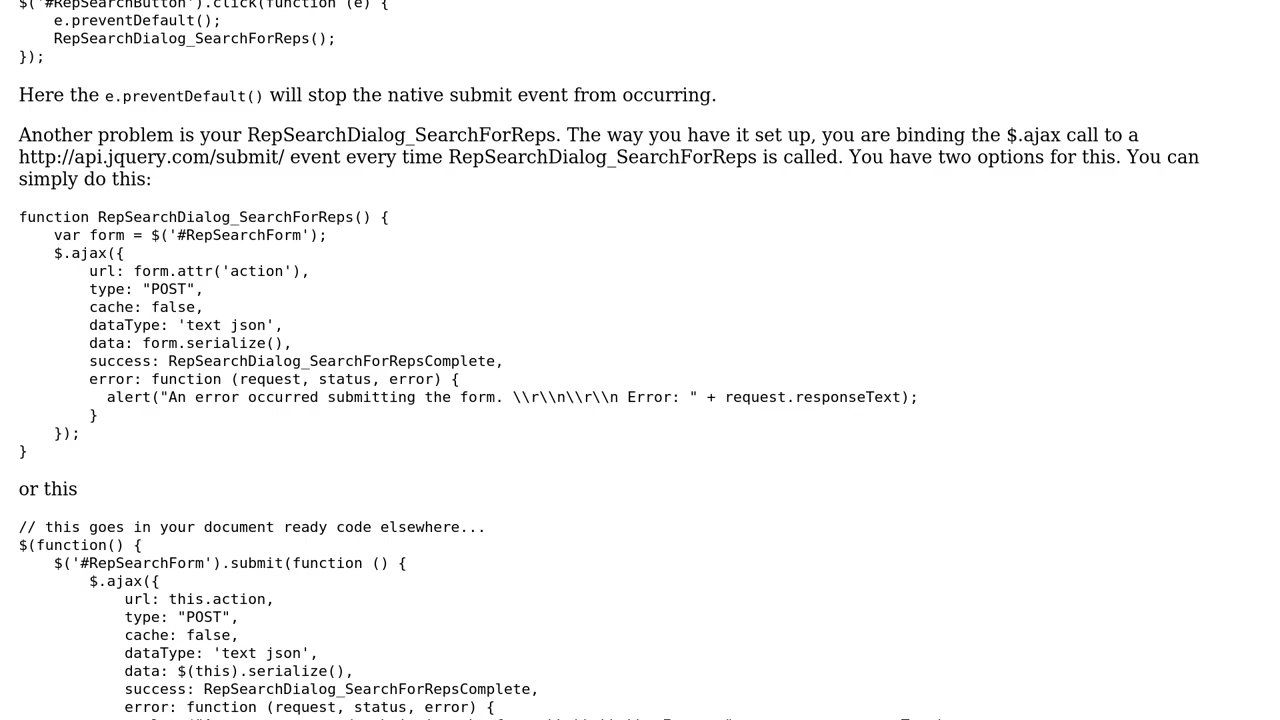 $('#RepSearchButton').click(function (e) {
    e.preventDefault();
    RepSearchDialog_SearchForReps();
});
Here the e.preventDefault() will stop the native submit event from occurring.
Another problem is your RepSearchDialog_SearchForReps. The way you have it set up, you are binding the $.ajax call to a
http://api.jquery.com/submit/ event every time RepSearchDialog_SearchForReps is called. You have two options for this. You can
simply do this:
function RepSearchDialog_SearchForReps() {
    var form = $('#RepSearchForm');
    $.ajax({
        url: form.attr('action'),
        type: "POST",
        cache: false,
        dataType: 'text json',
        data: form.serialize(),
        success: RepSearchDialog_SearchForRepsComplete,
        error: function (request, status, error) {
          alert("An error occurred submitting the form. \\r\\n\\r\\n Error: " + request.responseText);
        }
    });
}
or this
// this goes in your document ready code elsewhere...
$(function() {
    $('#RepSearchForm').submit(function () {
        $.ajax({
            url: this.action,
            type: "POST",
            cache: false,
            dataType: 'text json',
            data: $(this).serialize(),
            success: RepSearchDialog_SearchForRepsComplete,
            error: function (request, status, error) {